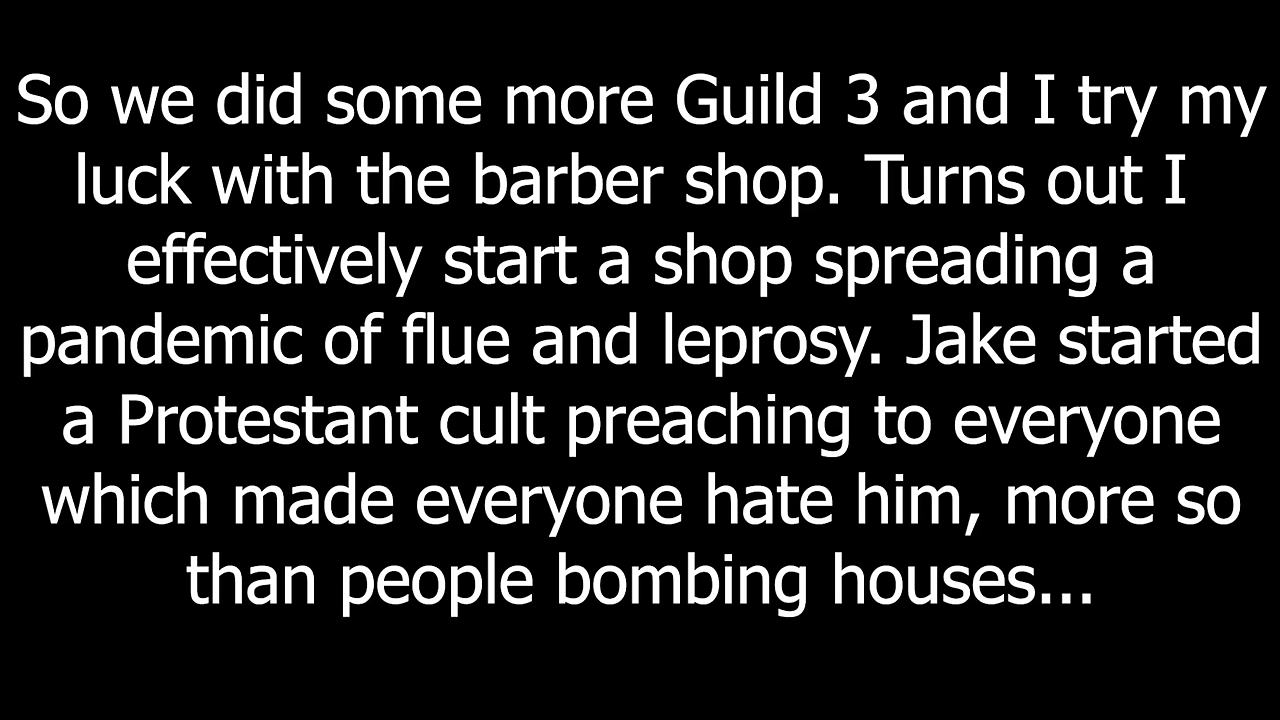 So we did some more Guild 3 and I try my
luck with the barber shop. Turns out I
effectively start a shop spreading a
pandemic of flue and leprosy. Jake started
a Protestant cult preaching to everyone
which made everyone hate him, more so
than people bombing houses...